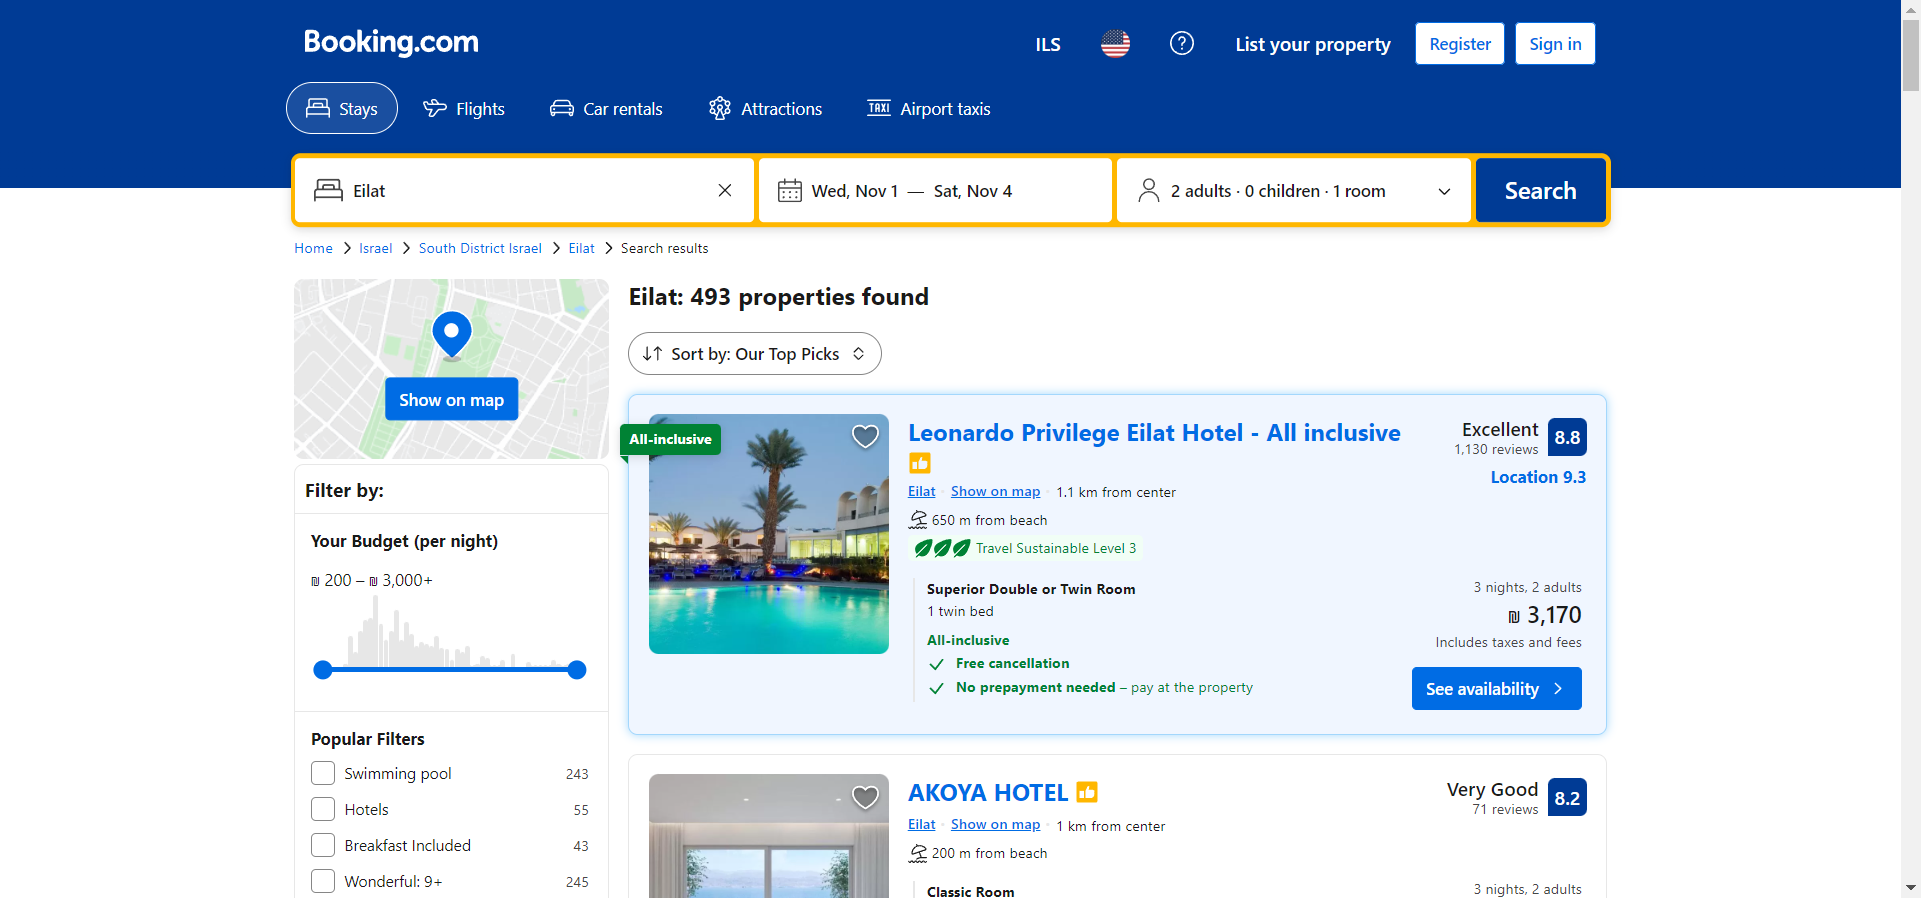 Booking.com
ILS
List your property
Register
Sign in
Stays
Flights
Car rentals
Attractions
TAXI
Airport taxis
Eilat
Wed, Nov 1 — Sat, Nov 4
2 adults · 0 children · 1 room
Search
Home > Israel > South District Israel > Eilat > Search results
Show on map
Filter by:
Your Budget (per night)
₪ 200 – ₪ 3,000+
Popular Filters
Swimming pool 243
Hotels 55
Breakfast Included 43
Wonderful: 9+ 245
Eilat: 493 properties found
Sort by: Our Top Picks
All-inclusive
Leonardo Privilege Eilat Hotel - All inclusive
Eilat · Show on map · 1.1 km from center
650 m from beach
Travel Sustainable Level 3
Excellent
1,130 reviews
8.8
Location 9.3
Superior Double or Twin Room
1 twin bed
All-inclusive
Free cancellation
No prepayment needed – pay at the property
3 nights, 2 adults
₪ 3,170
Includes taxes and fees
See availability
AKOYA HOTEL
Eilat · Show on map · 1 km from center
200 m from beach
Very Good
71 reviews
8.2
Classic Room
3 nights, 2 adults